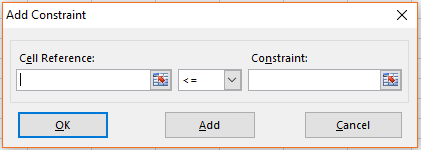 Add Constraint
Cell Reference: Constraint:
<=
OK Add Cancel